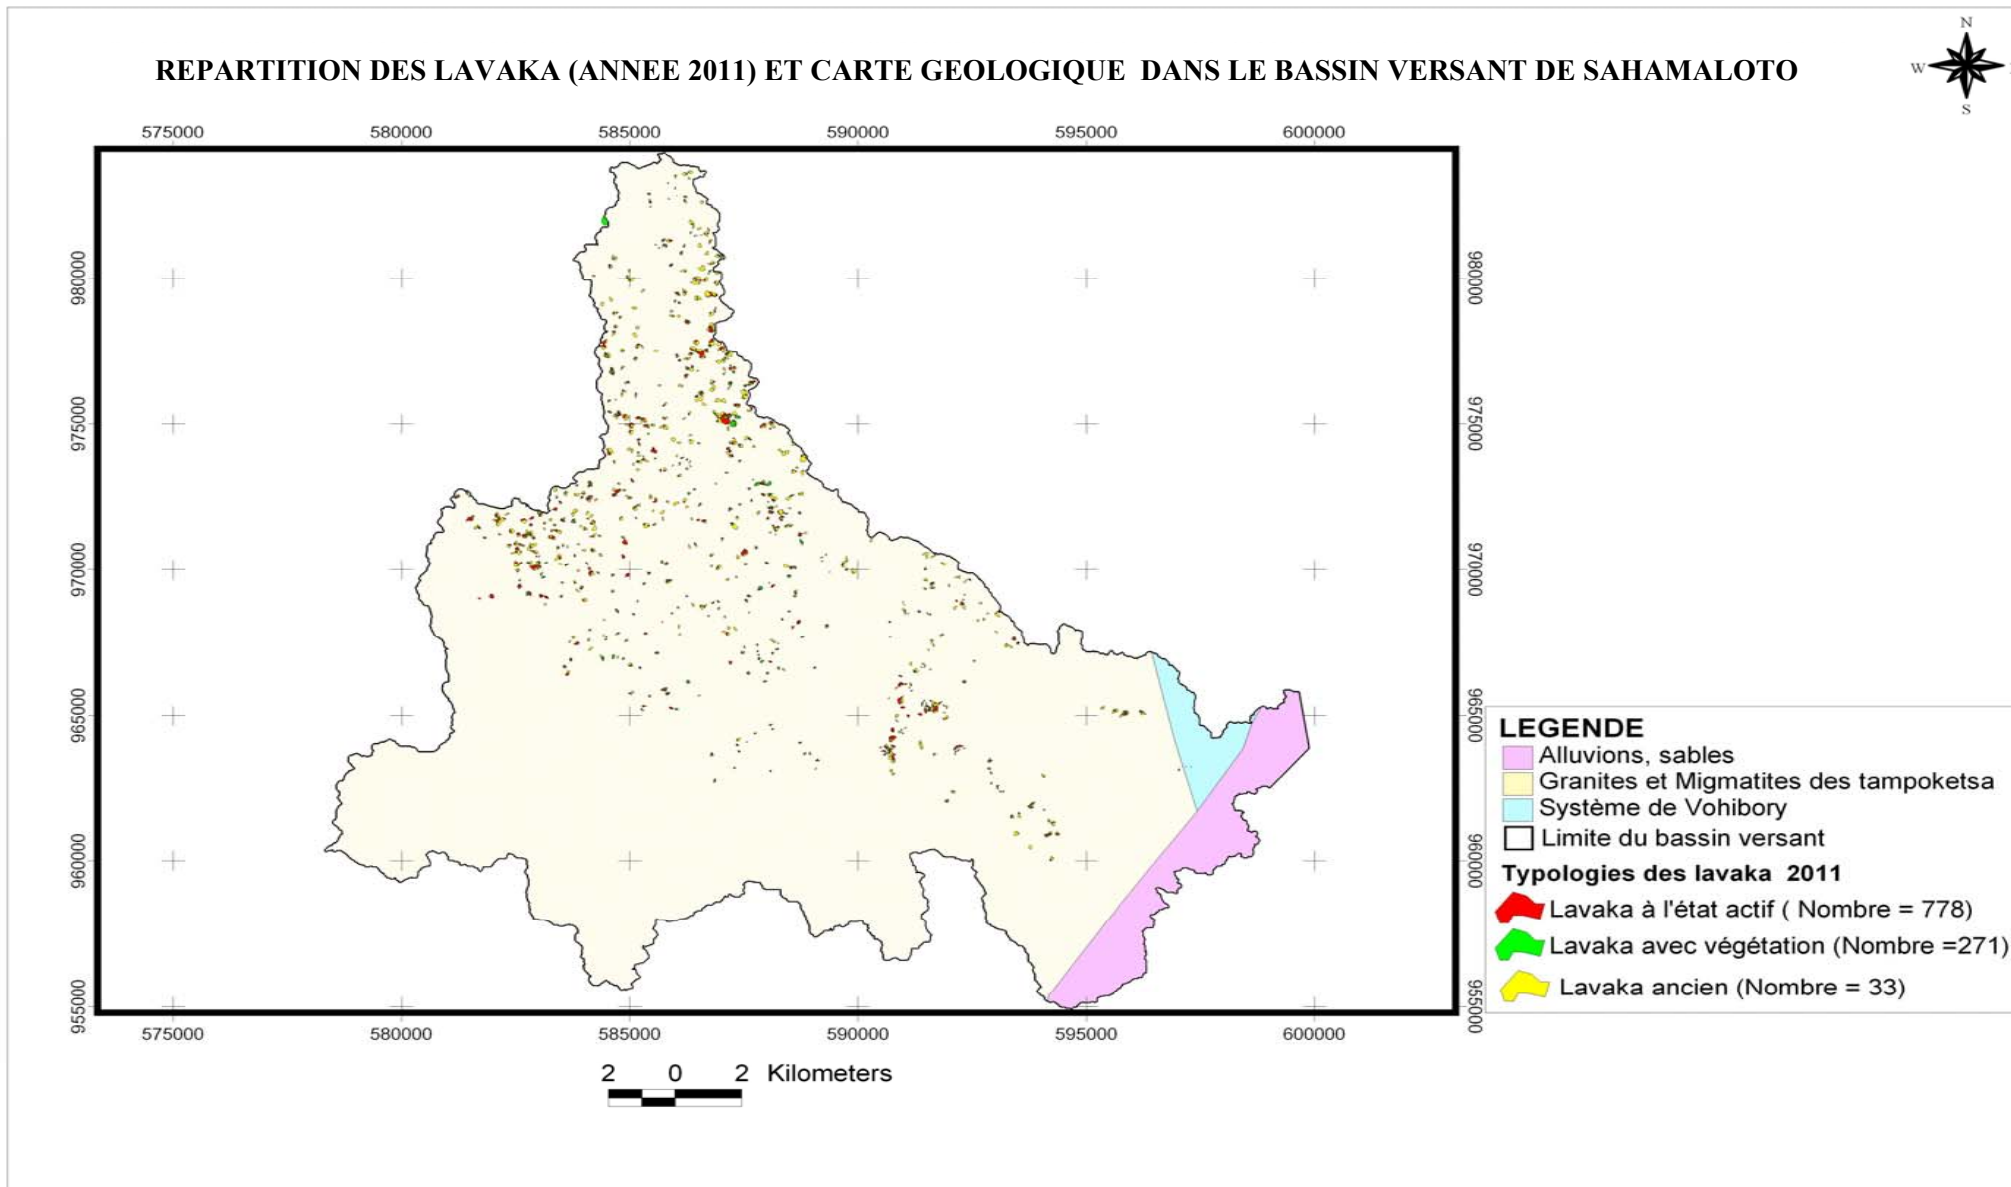 N
REPARTITION DES LAVAKA (ANNEE 2011) ET CARTE GEOLOGIQUE DANS LE BASSIN VERSANT DE SAHAMALOTO
W
S
575000 580000 585000 590000 595000 600000
980000 980000
975000 975000
970000 970000
965000 965000
960000 960000
955000 955000
575000 580000 585000 590000 595000 600000
LEGENDE
Alluvions, sables
Granites et Migmatites des tampoketsa
Système de Vohibory
Limite du bassin versant
Typologies des lavaka 2011
Lavaka à l'état actif ( Nombre = 778)
Lavaka avec végétation (Nombre =271)
Lavaka ancien (Nombre = 33)
2 0 2 Kilometers